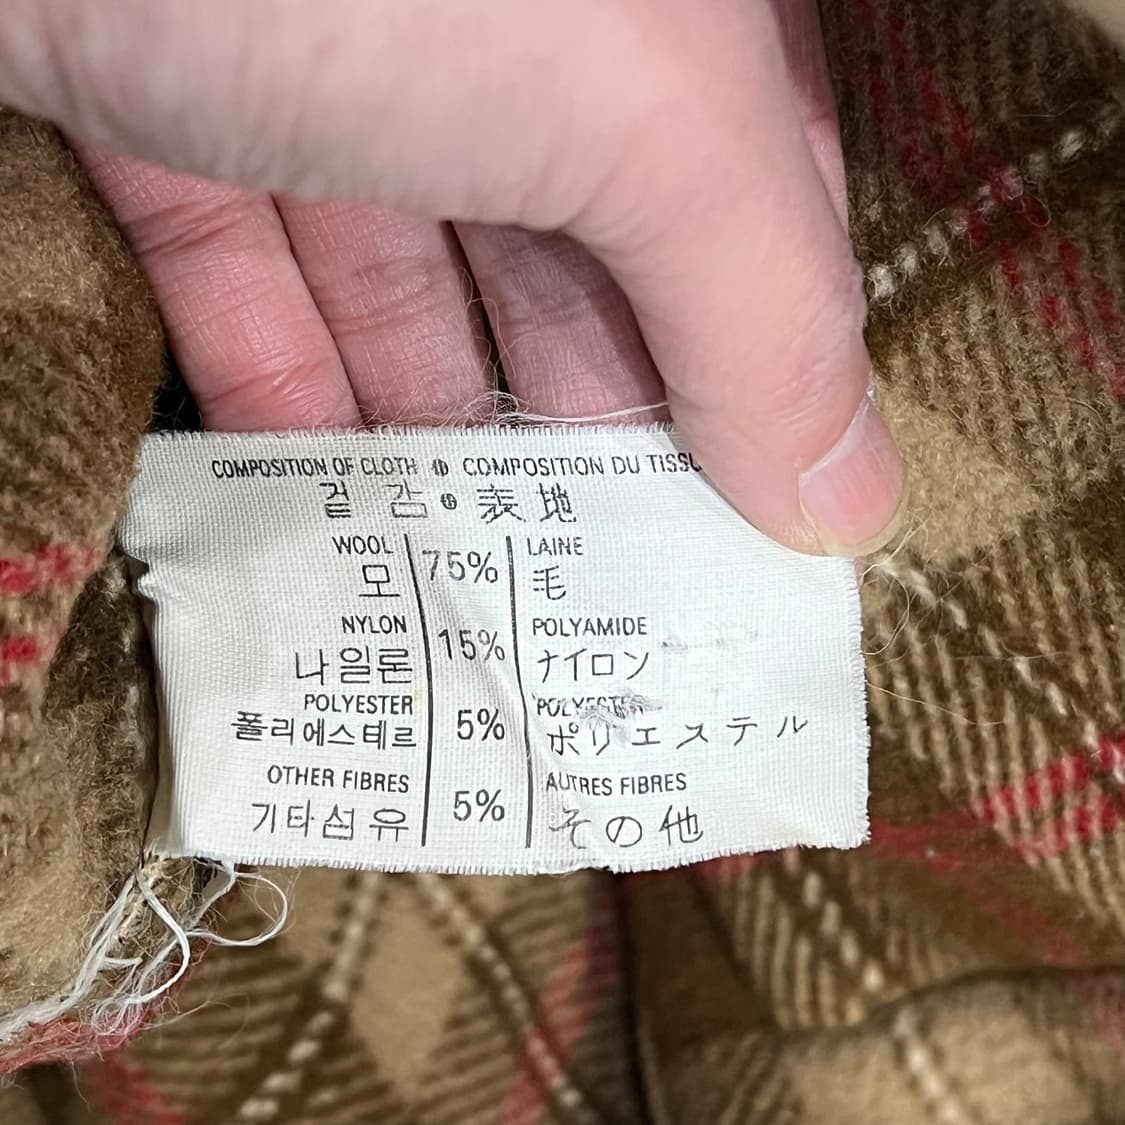 COMPOSITION OF CLOTH COMPOSITION DU TISSU
겉 감 • 表地
WOOL 75% LAINE
모 毛
NYLON 15% POLYAMIDE
나일론 ナイロン
POLYESTER 5% POLYESTER
폴리에스테르 ポリエステル
OTHER FIBRES 5% AUTRES FIBRES
기타섬유 その他